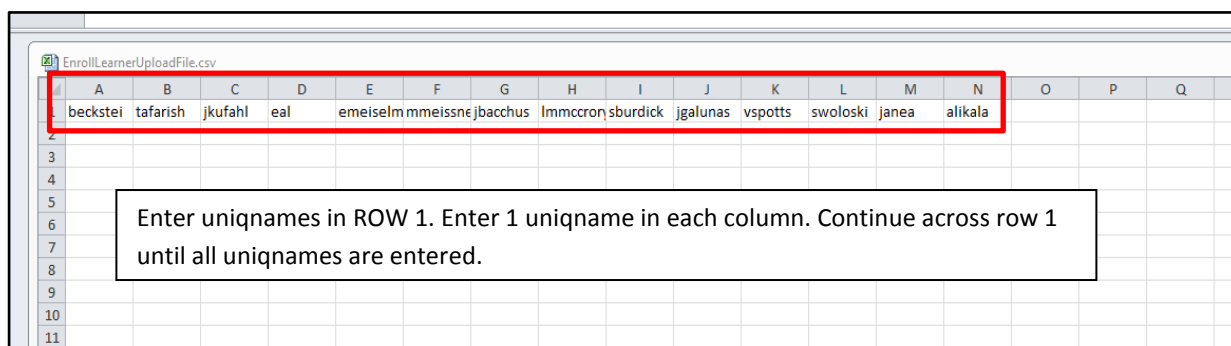 EnrollLearnerUploadFile.csv
A B C D E F G H I J K L M N O P Q
1 beckstei tafarish jkufahl eal emeiselm mmeissne jbacchus lmmccrory sburdick jgalunas vspotts swoloski janea alikala
2
3
4
5
Enter uniqnames in ROW 1. Enter 1 uniqname in each column. Continue across row 1
6
7
until all uniqnames are entered.
8
9
10
11